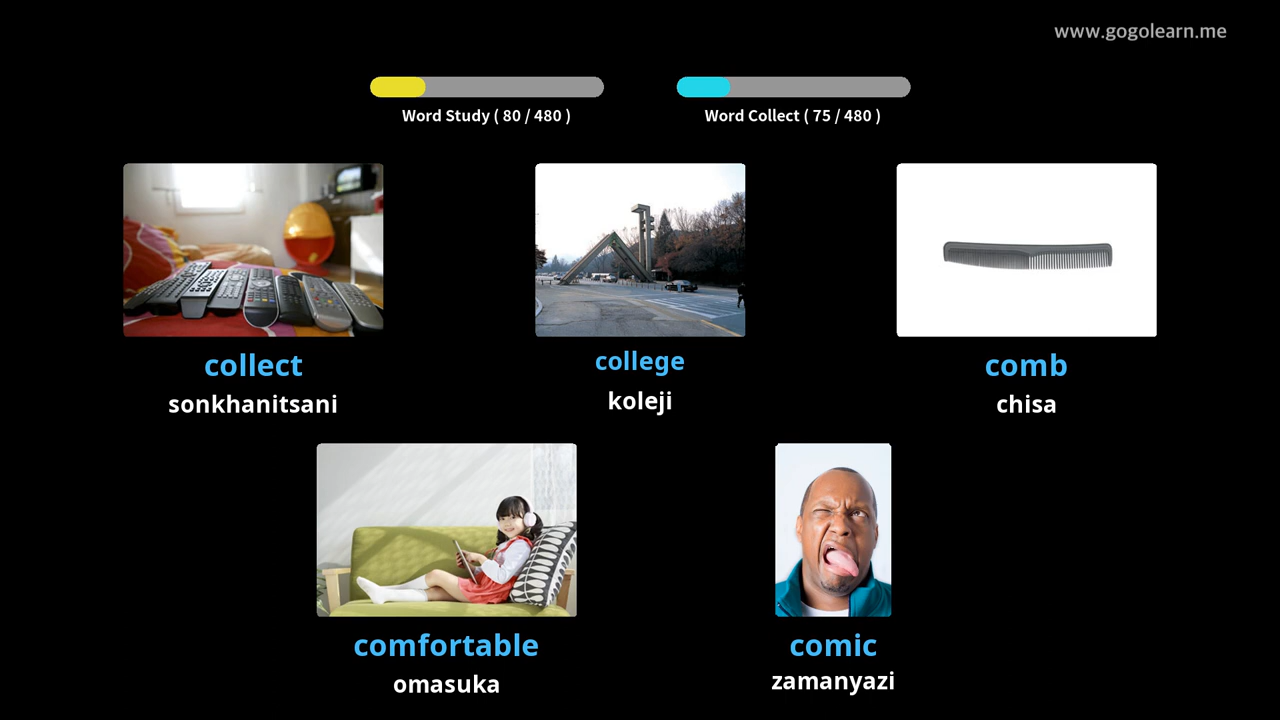 www.gogolearn.me
Word Study ( 80 / 480 )
Word Collect ( 75 / 480 )
collect
sonkhanitsani
college
koleji
comb
chisa
comfortable
omasuka
comic
zamanyazi